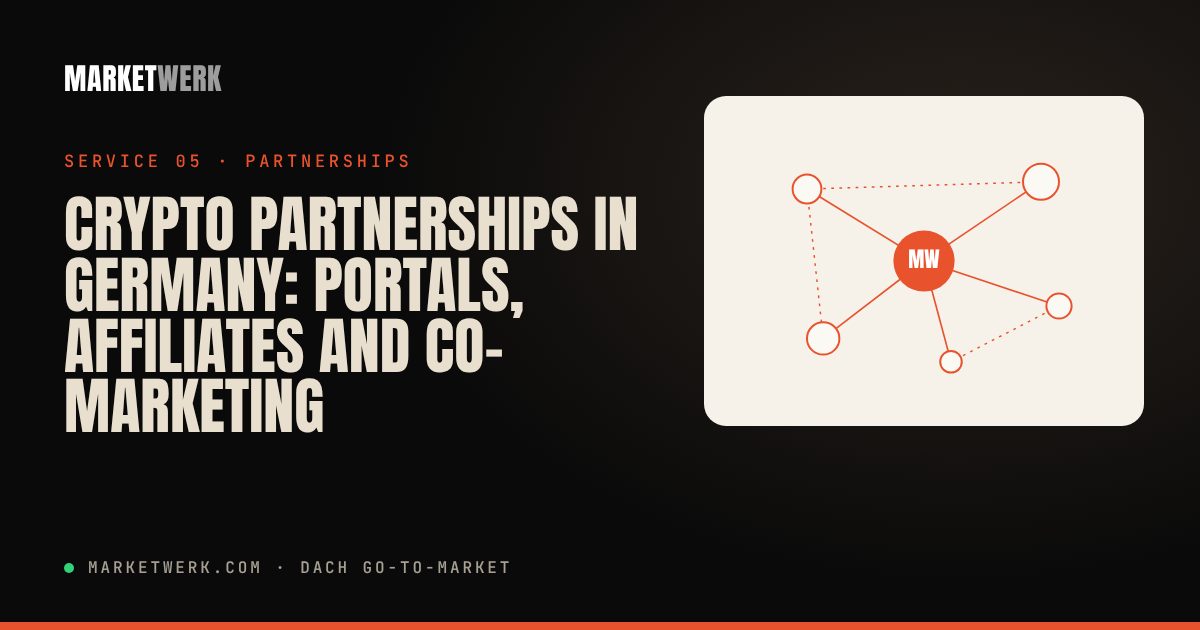 MARKETWERK
SERVICE 05 · PARTNERSHIPS
CRYPTO PARTNERSHIPS IN
GERMANY: PORTALS,
AFFILIATES AND CO-
MARKETING
MW
MARKETWERK.COM · DACH GO-TO-MARKET